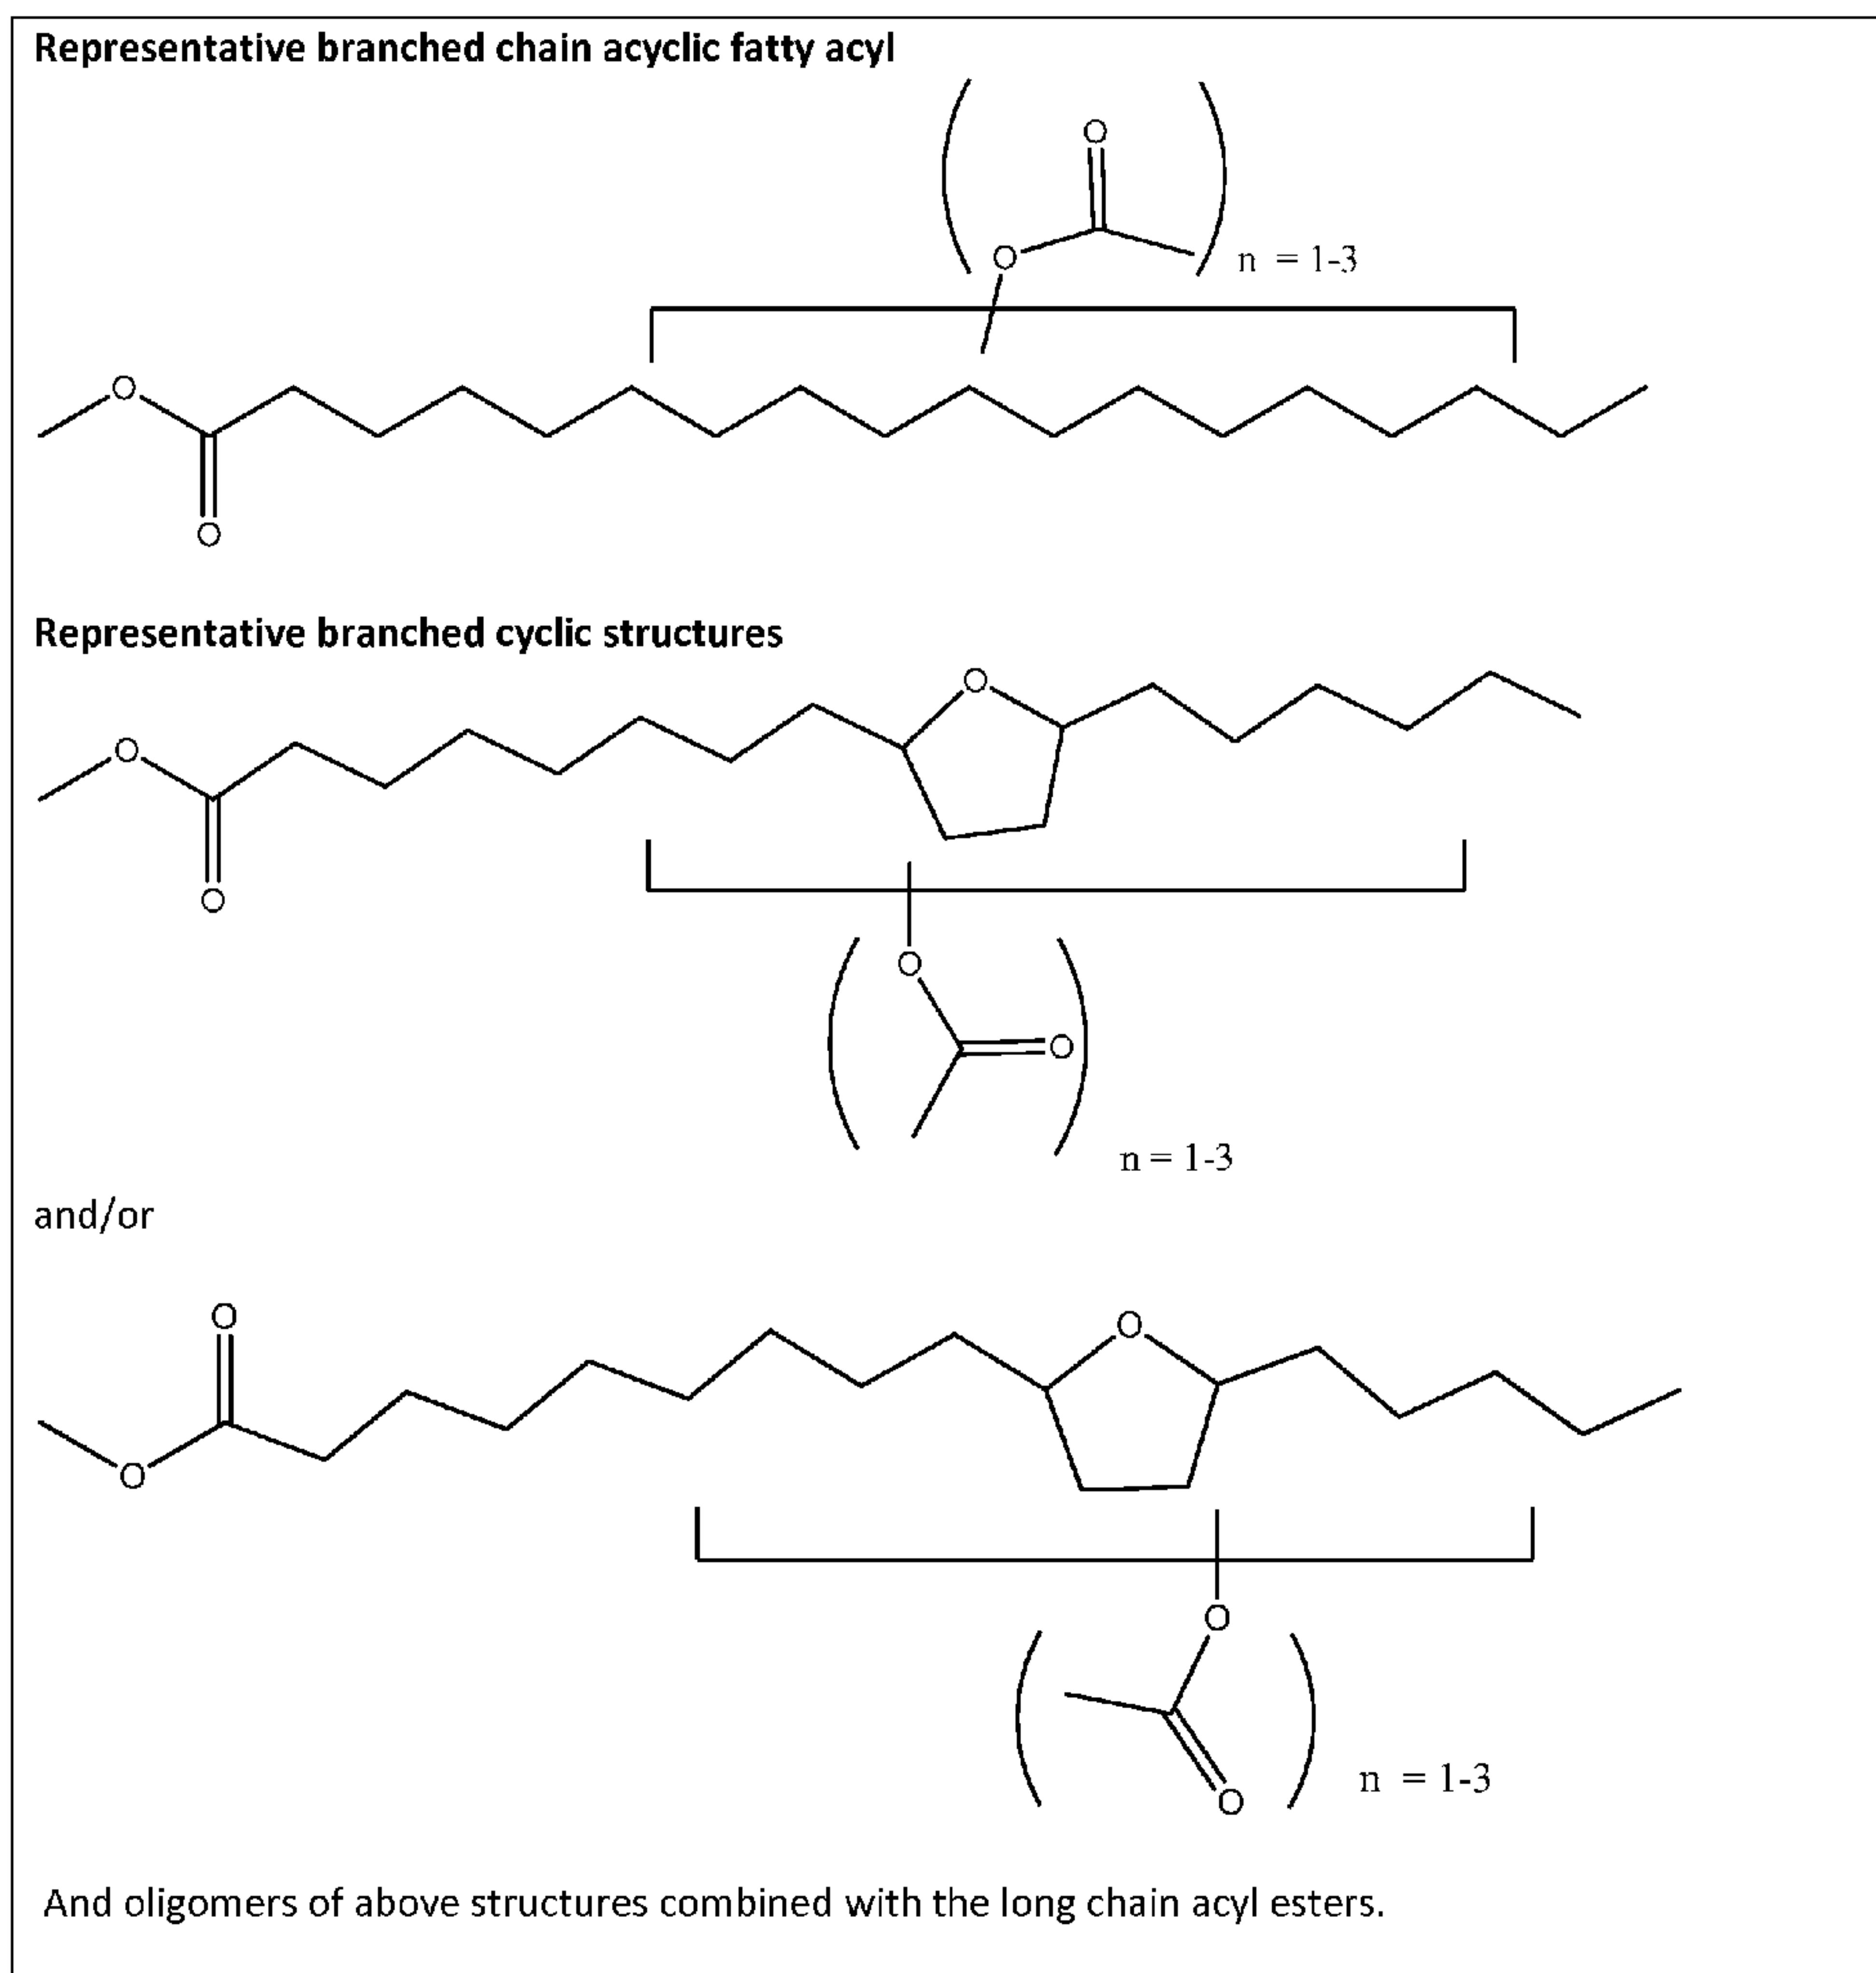 Representative branched chain acyclic fatty acyl
O
O
n = 1-3
O
O
Representative branched cyclic structures
O
O
O
O
O
n = 1-3
and/or
O
O
O
O
O
n = 1-3
And oligomers of above structures combined with the long chain acyl esters.